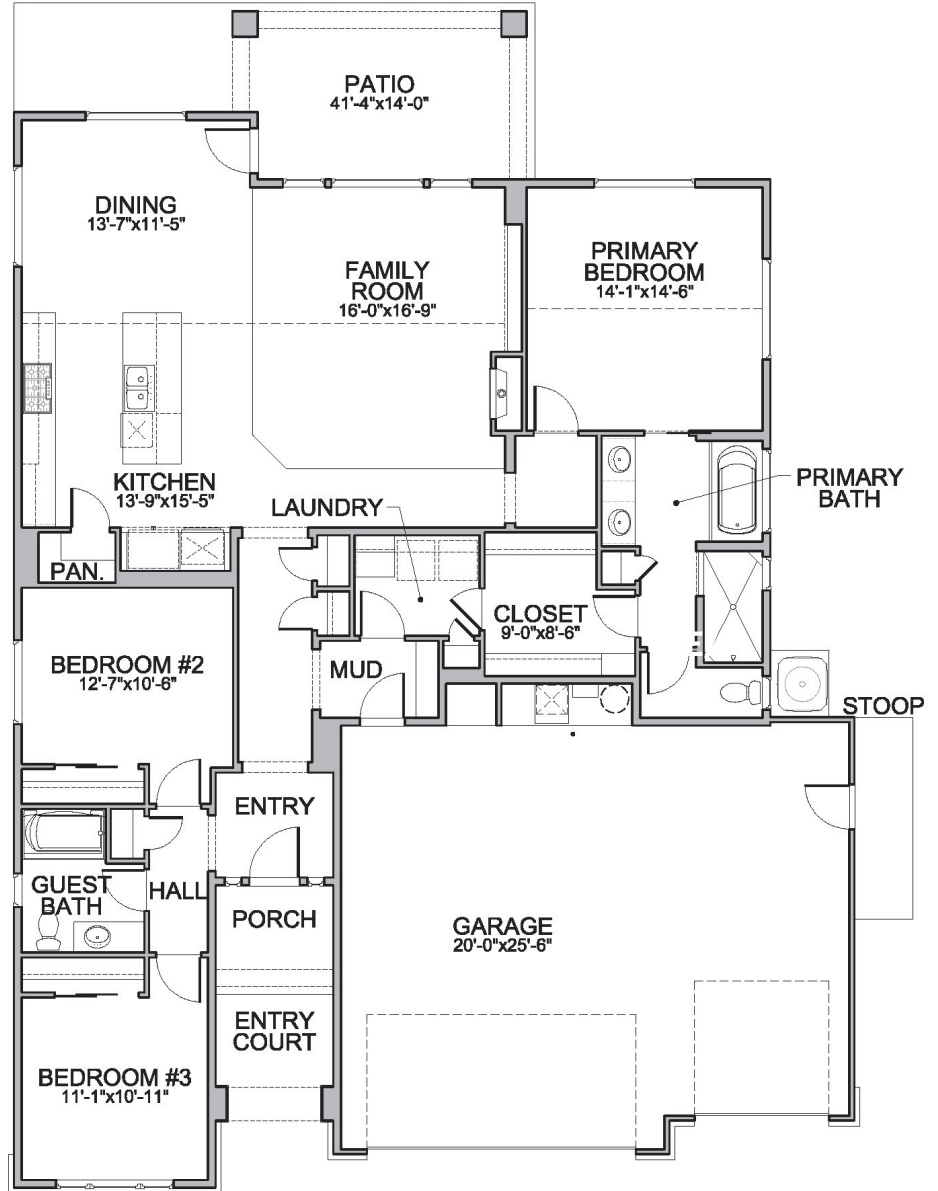 PATIO
41'-4"x14'-0"
DINING
13'-7"x11'-5"
PRIMARY
BEDROOM
14'-1"x14'-6"
FAMILY
ROOM
16'-0"x16'-9"
KITCHEN
13'-9"x15'-5"
LAUNDRY
PRIMARY
BATH
PAN.
CLOSET
9'-0"x8'-6"
BEDROOM #2
12'-7"x10'-6"
MUD
STOOP
ENTRY
GUEST
BATH
HALL
PORCH
GARAGE
20'-0"x25'-6"
ENTRY
COURT
BEDROOM #3
11'-1"x10'-11"